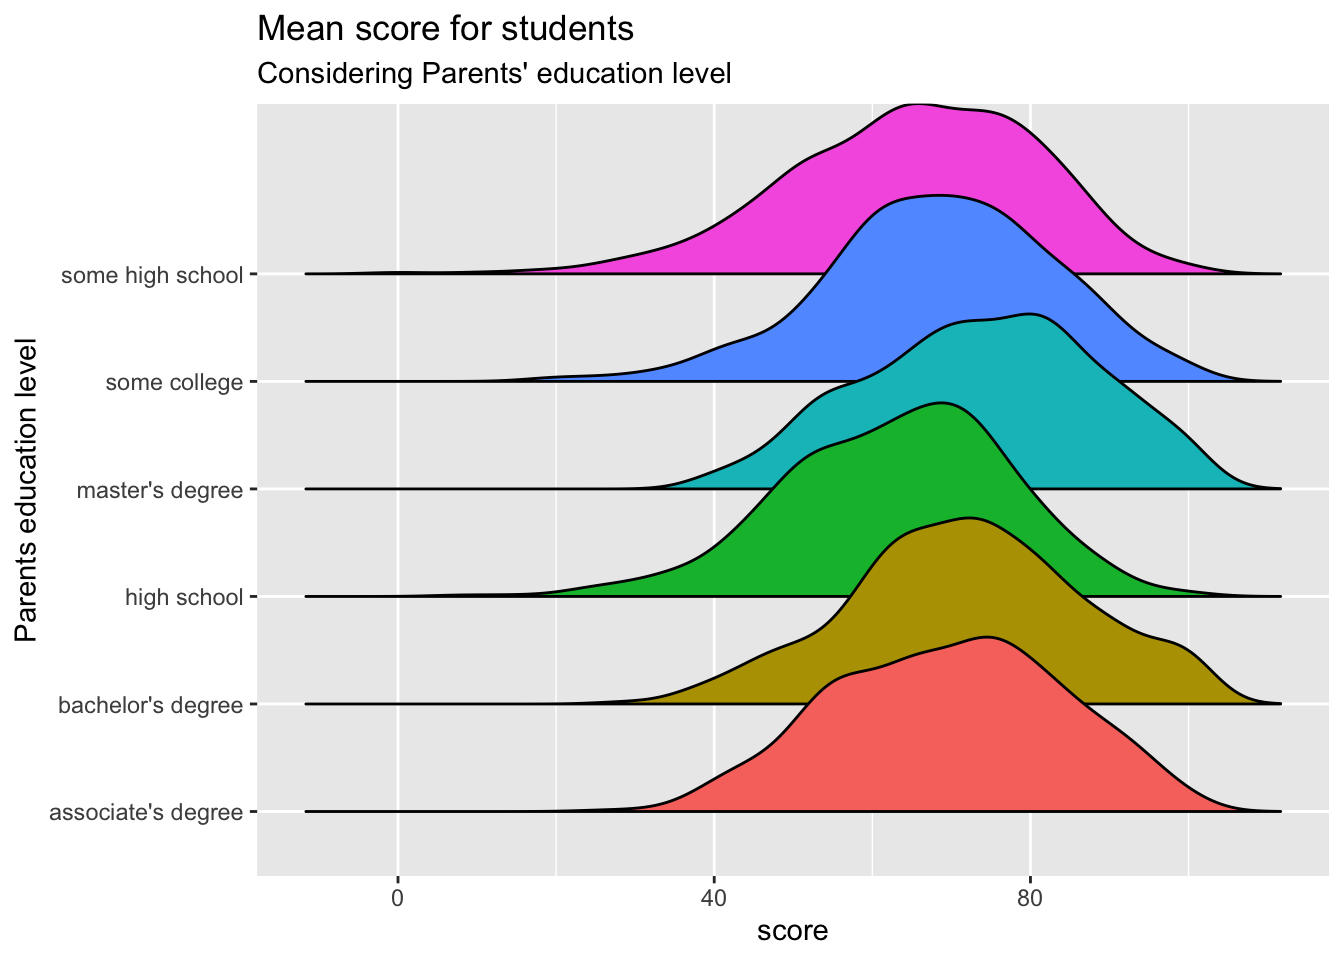 Mean score for students
Considering Parents' education level
some high school
some college
master's degree
high school
bachelor's degree
associate's degree
Parents education level
0 40 80
score